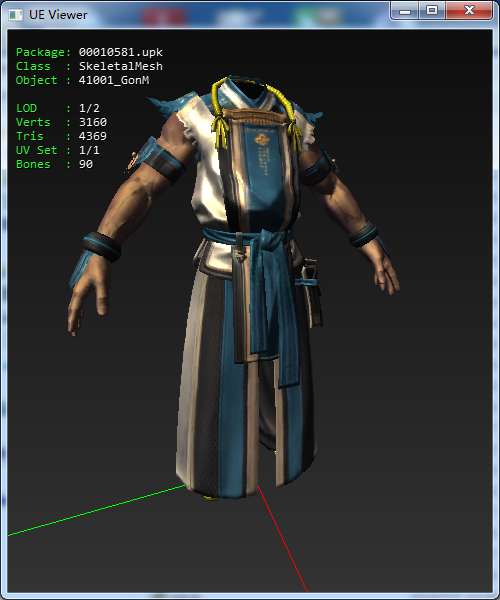 UE Viewer
Package: 00010581.upk
Class : SkeletalMesh
Object : 41001_GonM
LOD : 1/2
Verts : 3160
Tris : 4369
UV Set : 1/1
Bones : 90